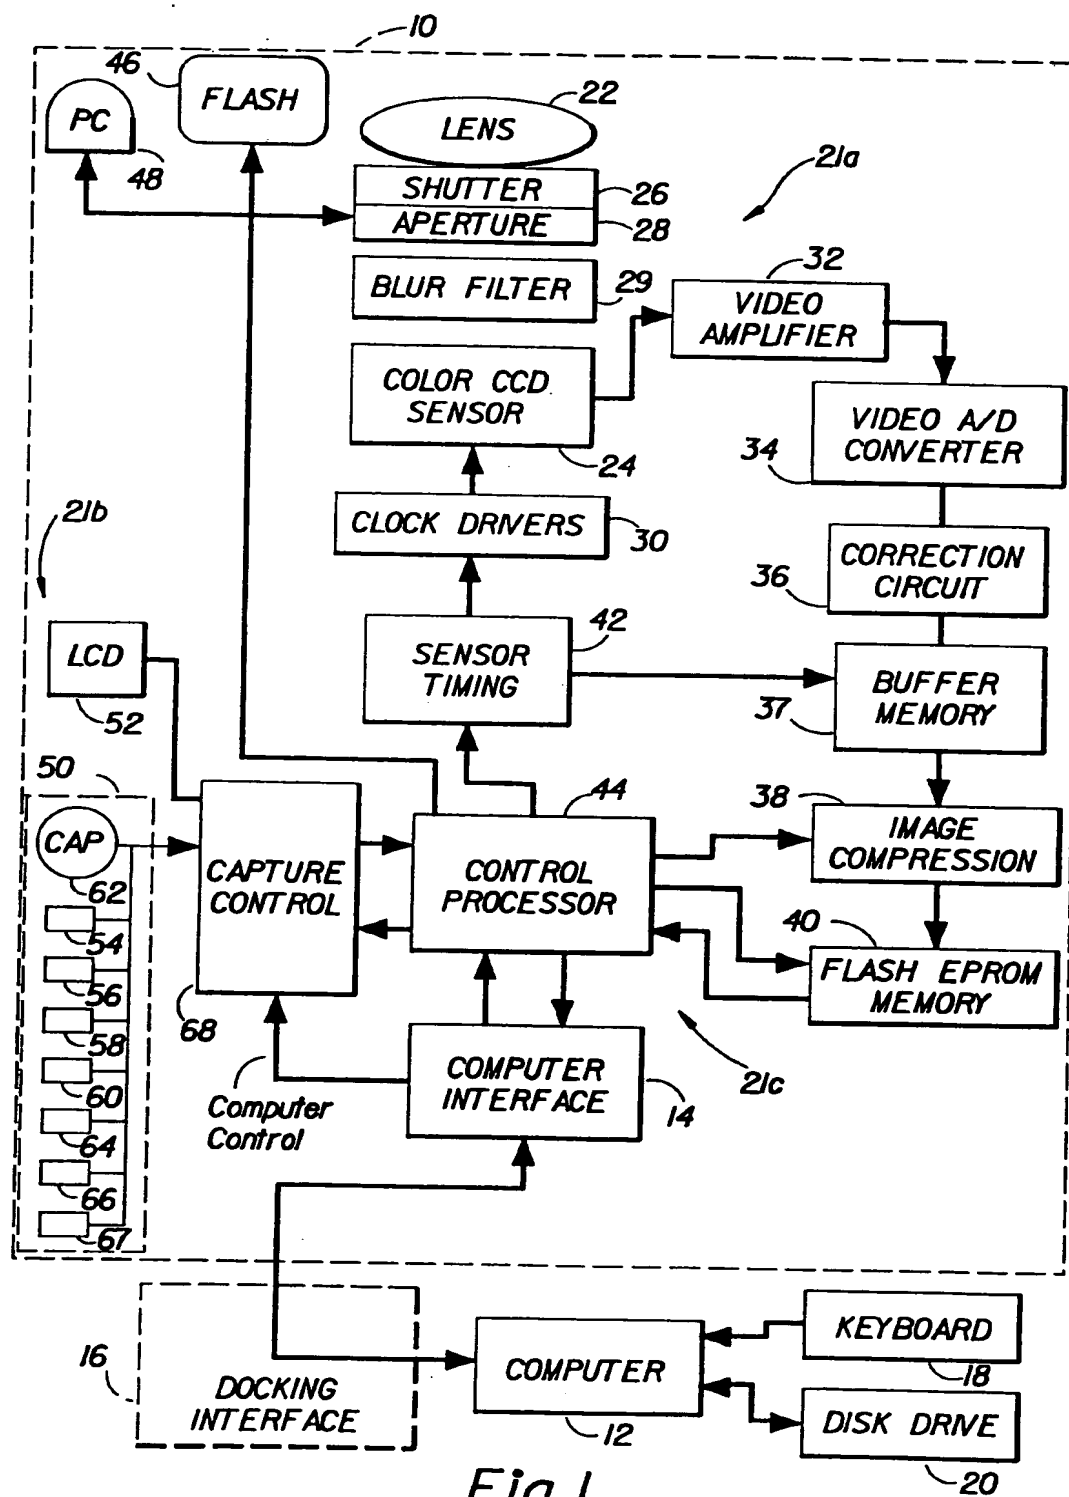 10
46
FLASH
PC
48
22
LENS
21a
SHUTTER
26
APERTURE
28
32
BLUR FILTER
29
VIDEO
AMPLIFIER
COLOR CCD
SENSOR
24
VIDEO A/D
CONVERTER
34
21b
CLOCK DRIVERS
30
CORRECTION
CIRCUIT
36
LCD
52
SENSOR
TIMING
42
BUFFER
MEMORY
37
50
CAP
62
54
56
58
60
64
66
67
CAPTURE
CONTROL
68
44
CONTROL
PROCESSOR
38
IMAGE
COMPRESSION
40
FLASH EPROM
MEMORY
21c
COMPUTER
INTERFACE
14
Computer
Control
16
DOCKING
INTERFACE
COMPUTER
12
KEYBOARD
18
DISK DRIVE
20
Fig. 1